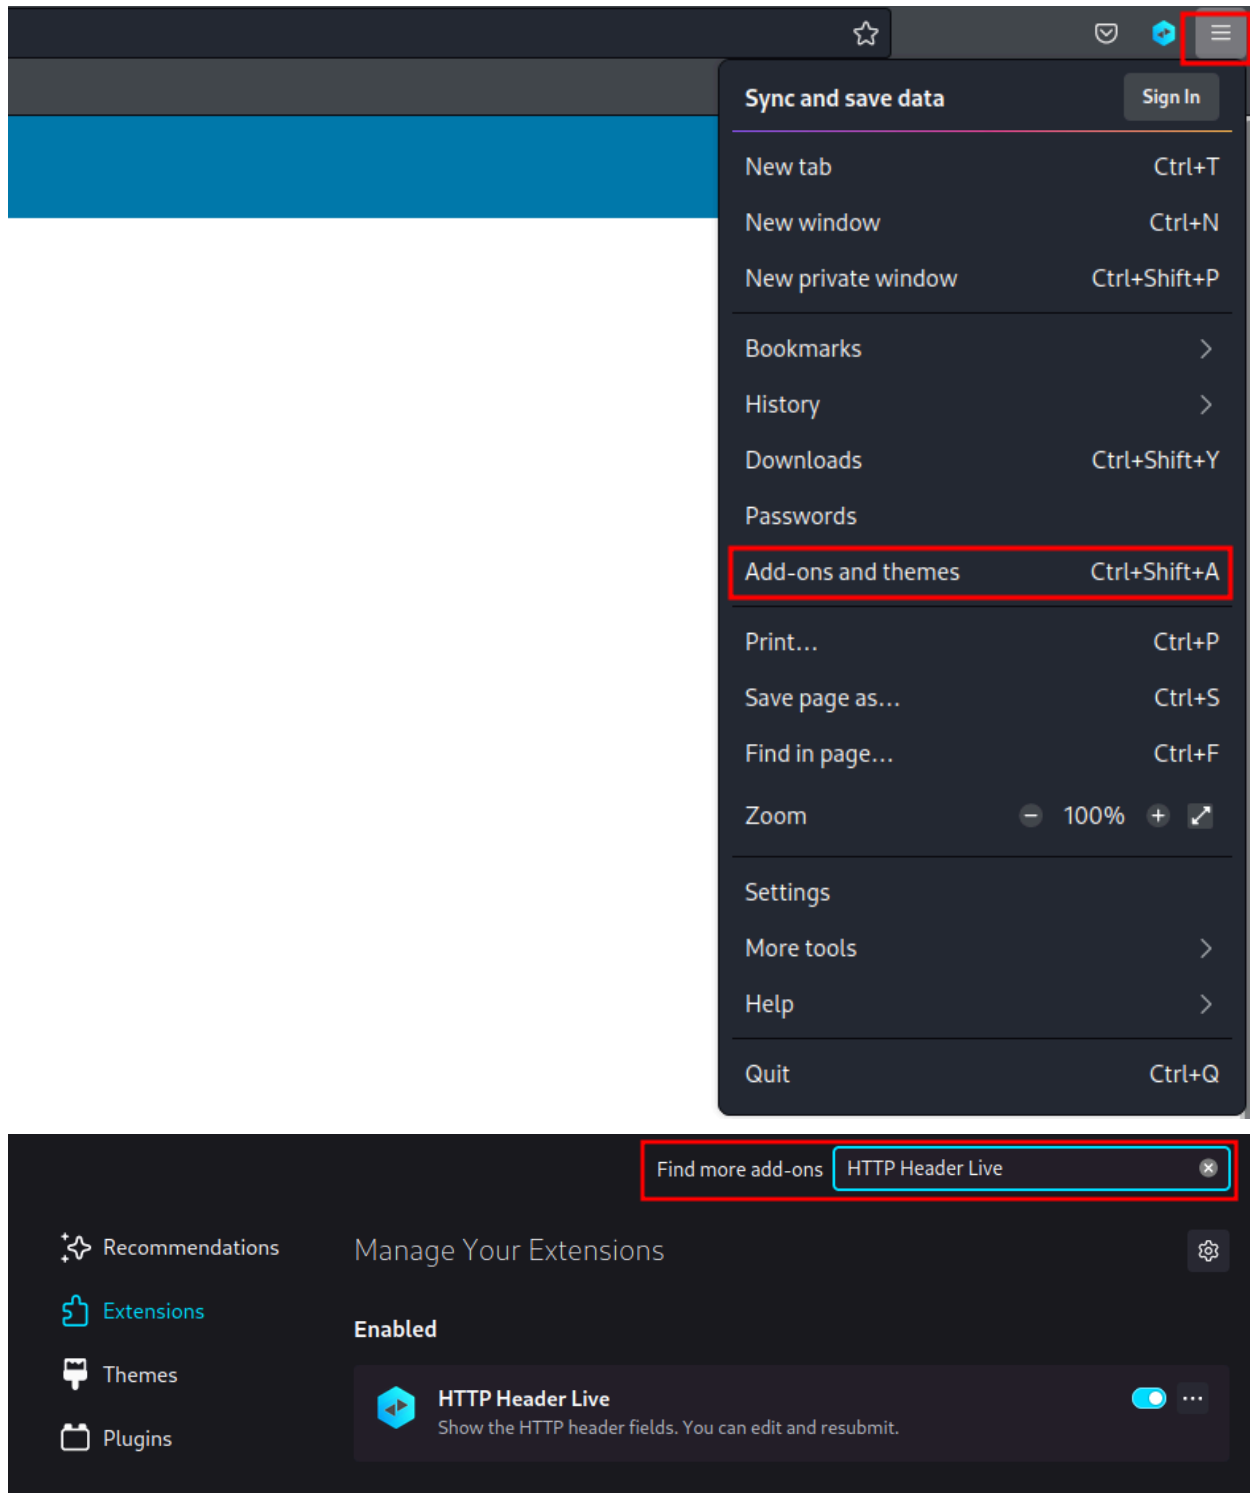 Sync and save data Sign In
New tab Ctrl+T
New window Ctrl+N
New private window Ctrl+Shift+P
Bookmarks
History
Downloads Ctrl+Shift+Y
Passwords
Add-ons and themes Ctrl+Shift+A
Print... Ctrl+P
Save page as... Ctrl+S
Find in page... Ctrl+F
Zoom 100%
Settings
More tools
Help
Quit Ctrl+Q
Find more add-ons HTTP Header Live
Recommendations
Extensions
Themes
Plugins
Manage Your Extensions
Enabled
HTTP Header Live
Show the HTTP header fields. You can edit and resubmit.